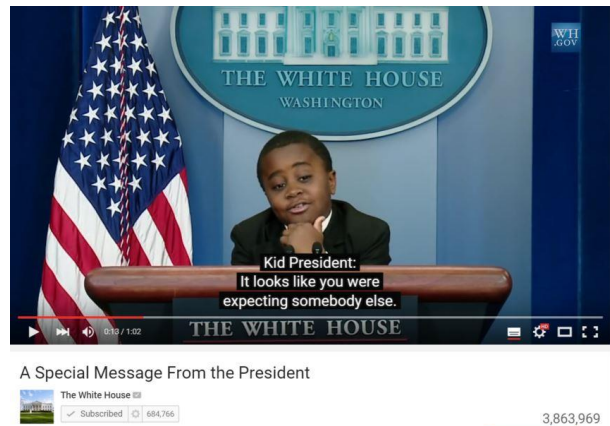 WH
.GOV
THE WHITE HOUSE
WASHINGTON
Kid President:
It looks like you were
expecting somebody else.
0:13 / 1:02
THE WHITE HOUSE
HD
A Special Message From the President
The White House
Subscribed 684,766
3,863,969